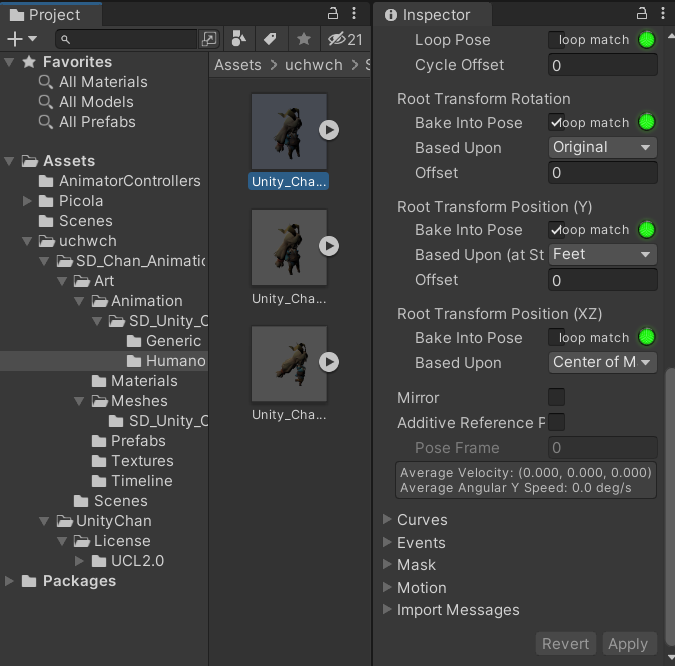 Project
21
Favorites
All Materials
All Models
All Prefabs
Assets
AnimatorControllers
Picola
Scenes
uchwch
SD_Chan_Animatic
Art
Animation
SD_Unity_C
Generic
Humano
Materials
Meshes
SD_Unity_C
Prefabs
Textures
Timeline
Scenes
UnityChan
License
UCL2.0
Packages
Assets > uchwch > S
Unity_Cha...
Unity_Cha...
Unity_Cha...
Inspector
Loop Pose loop match
Cycle Offset 0
Root Transform Rotation
Bake Into Pose loop match
Based Upon Original
Offset 0
Root Transform Position (Y)
Bake Into Pose loop match
Based Upon (at St Feet
Offset 0
Root Transform Position (XZ)
Bake Into Pose loop match
Based Upon Center of M
Mirror
Additive Reference P
Pose Frame 0
Average Velocity: (0.000, 0.000, 0.000)
Average Angular Y Speed: 0.0 deg/s
Curves
Events
Mask
Motion
Import Messages
Revert Apply